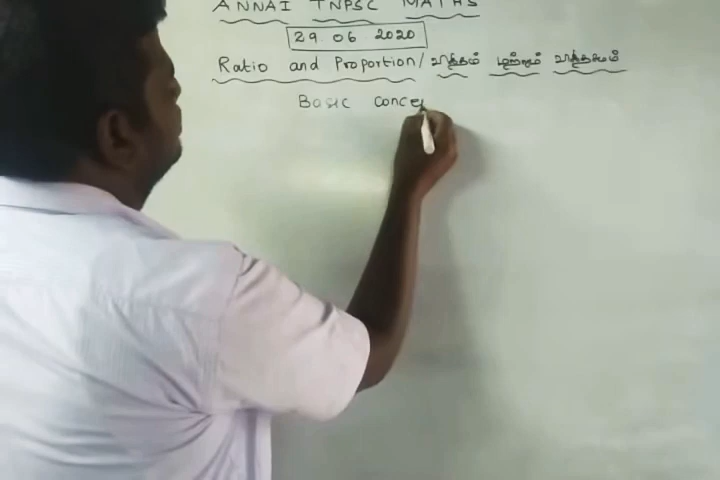 ANNAI TNPSC MATHS
29.06 2020
Ratio and Proportion/ விகிதம் மற்றும் விகிதசமம்
Basic Conce